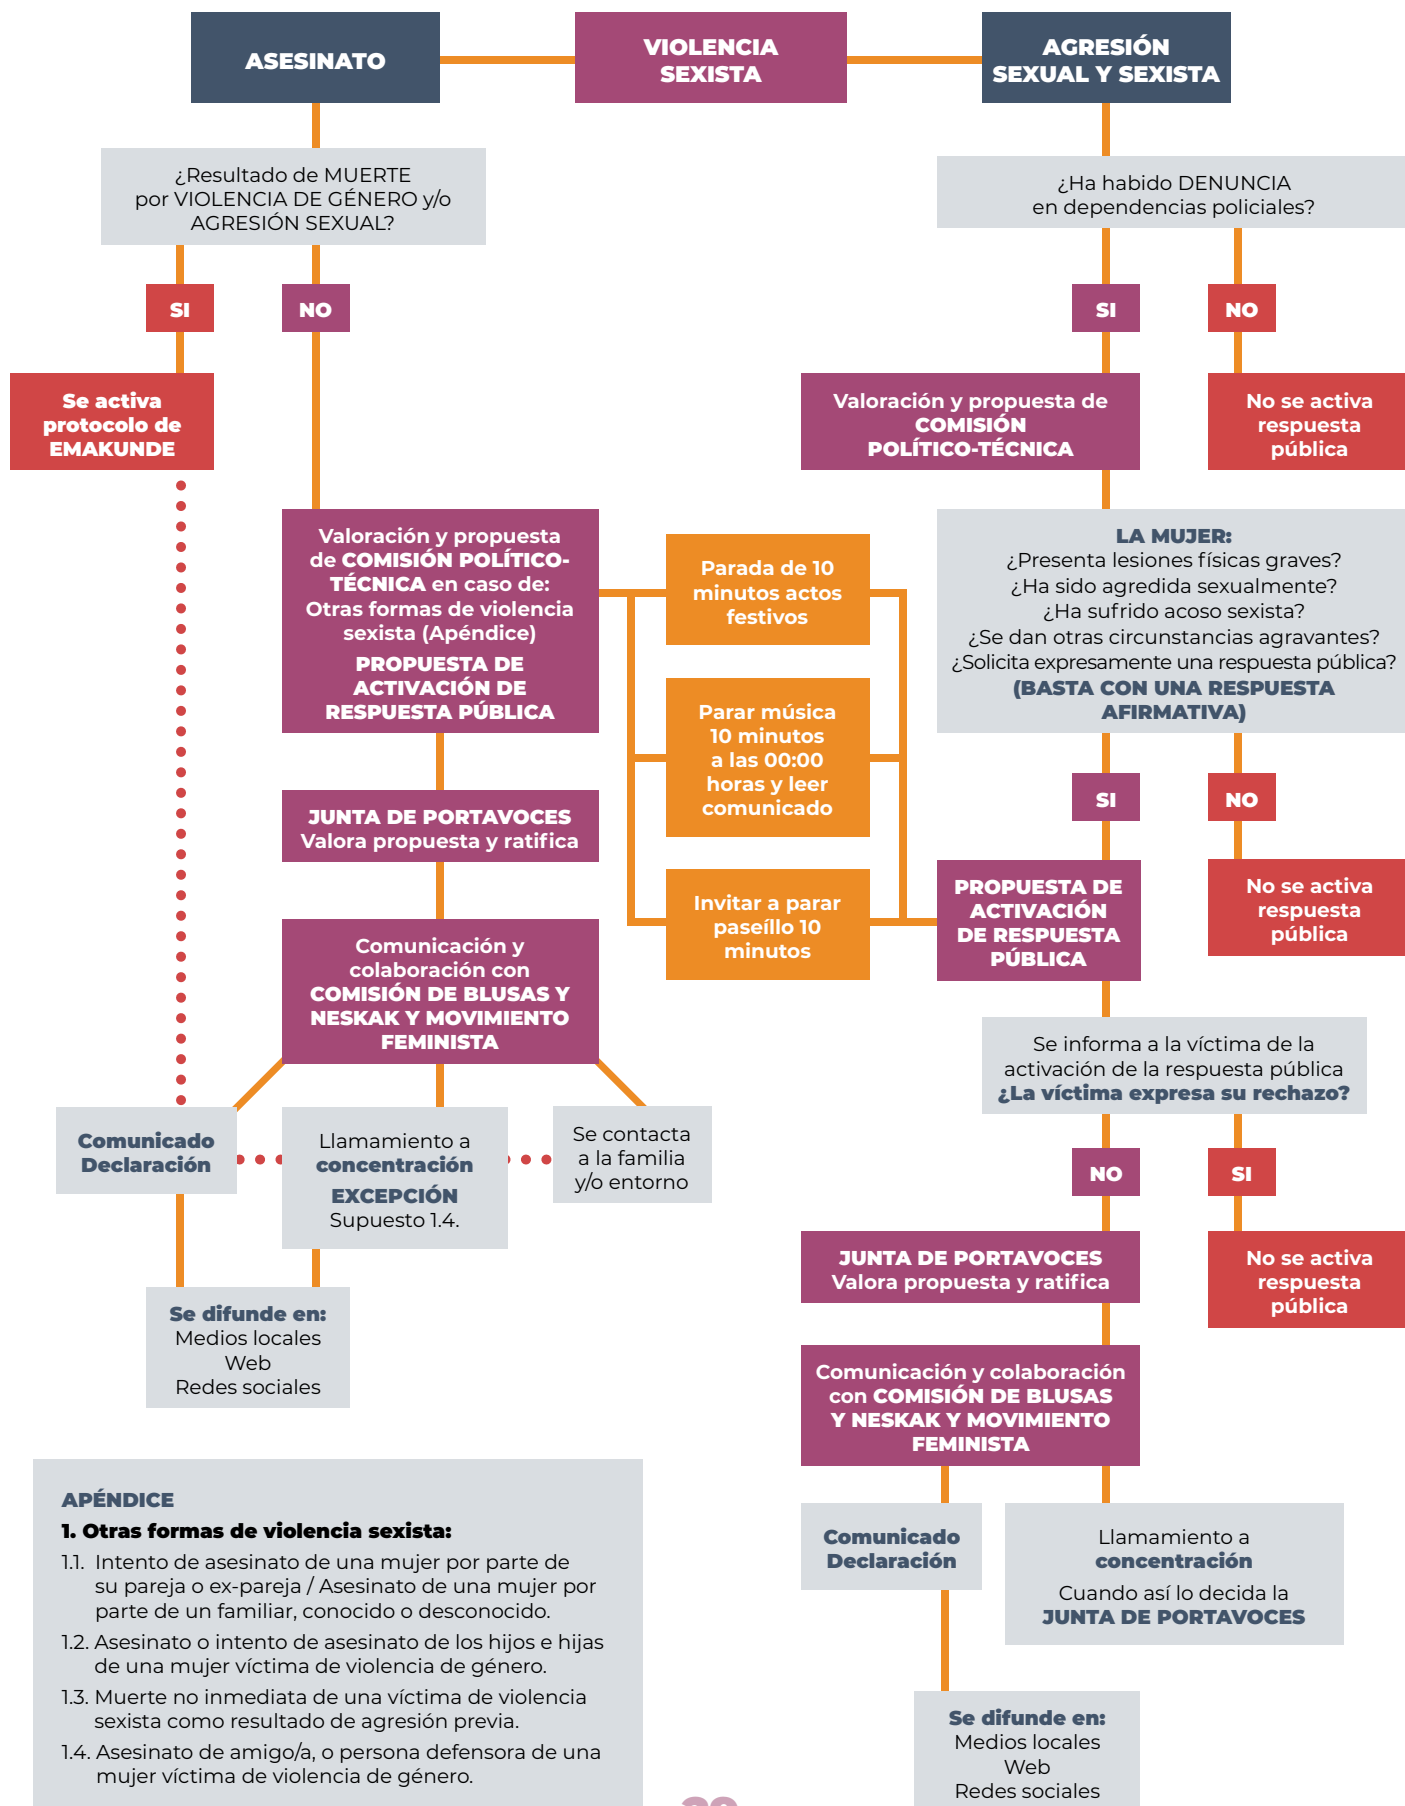 ASESINATO
VIOLENCIA
SEXISTA
AGRESIÓN
SEXUAL Y SEXISTA
¿Resultado de MUERTE
por VIOLENCIA DE GÉNERO y/o
AGRESIÓN SEXUAL?
SI
NO
Se activa
protocolo de
EMAKUNDE
Valoración y propuesta
de COMISIÓN POLÍTICO-
TÉCNICA en caso de:
Otras formas de violencia
sexista (Apéndice)
PROPUESTA DE
ACTIVACIÓN DE
RESPUESTA PÚBLICA
JUNTA DE PORTAVOCES
Valora propuesta y ratifica
Comunicación y
colaboración con
COMISIÓN DE BLUSAS Y
NESKAK Y MOVIMIENTO
FEMINISTA
Comunicado
Declaración
Llamamiento a
concentración
EXCEPCIÓN
Supuesto 1.4.
Se contacta
a la familia
y/o entorno
Se difunde en:
Medios locales
Web
Redes sociales
Parada de 10
minutos actos
festivos
Parar música
10 minutos
a las 00:00
horas y leer
comunicado
Invitar a parar
paseíllo 10
minutos
¿Ha habido DENUNCIA
en dependencias policiales?
SI
NO
Valoración y propuesta de
COMISIÓN
POLÍTICO-TÉCNICA
No se activa
respuesta
pública
LA MUJER:
¿Presenta lesiones físicas graves?
¿Ha sido agredida sexualmente?
¿Ha sufrido acoso sexista?
¿Se dan otras circunstancias agravantes?
¿Solicita expresamente una respuesta pública?
(BASTA CON UNA RESPUESTA
AFIRMATIVA)
SI
NO
PROPUESTA DE
ACTIVACIÓN
DE RESPUESTA
PÚBLICA
No se activa
respuesta
pública
Se informa a la víctima de la
activación de la respuesta pública
¿La víctima expresa su rechazo?
NO
SI
JUNTA DE PORTAVOCES
Valora propuesta y ratifica
No se activa
respuesta
pública
Comunicación y colaboración
con COMISIÓN DE BLUSAS
Y NESKAK Y MOVIMIENTO
FEMINISTA
Comunicado
Declaración
Llamamiento a
concentración
Cuando así lo decida la
JUNTA DE PORTAVOCES
Se difunde en:
Medios locales
Web
Redes sociales
APÉNDICE
1. Otras formas de violencia sexista:
1.1. Intento de asesinato de una mujer por parte de
su pareja o ex-pareja / Asesinato de una mujer por
parte de un familiar, conocido o desconocido.
1.2. Asesinato o intento de asesinato de los hijos e hijas
de una mujer víctima de violencia de género.
1.3. Muerte no inmediata de una víctima de violencia
sexista como resultado de agresión previa.
1.4. Asesinato de amigo/a, o persona defensora de una
mujer víctima de violencia de género.